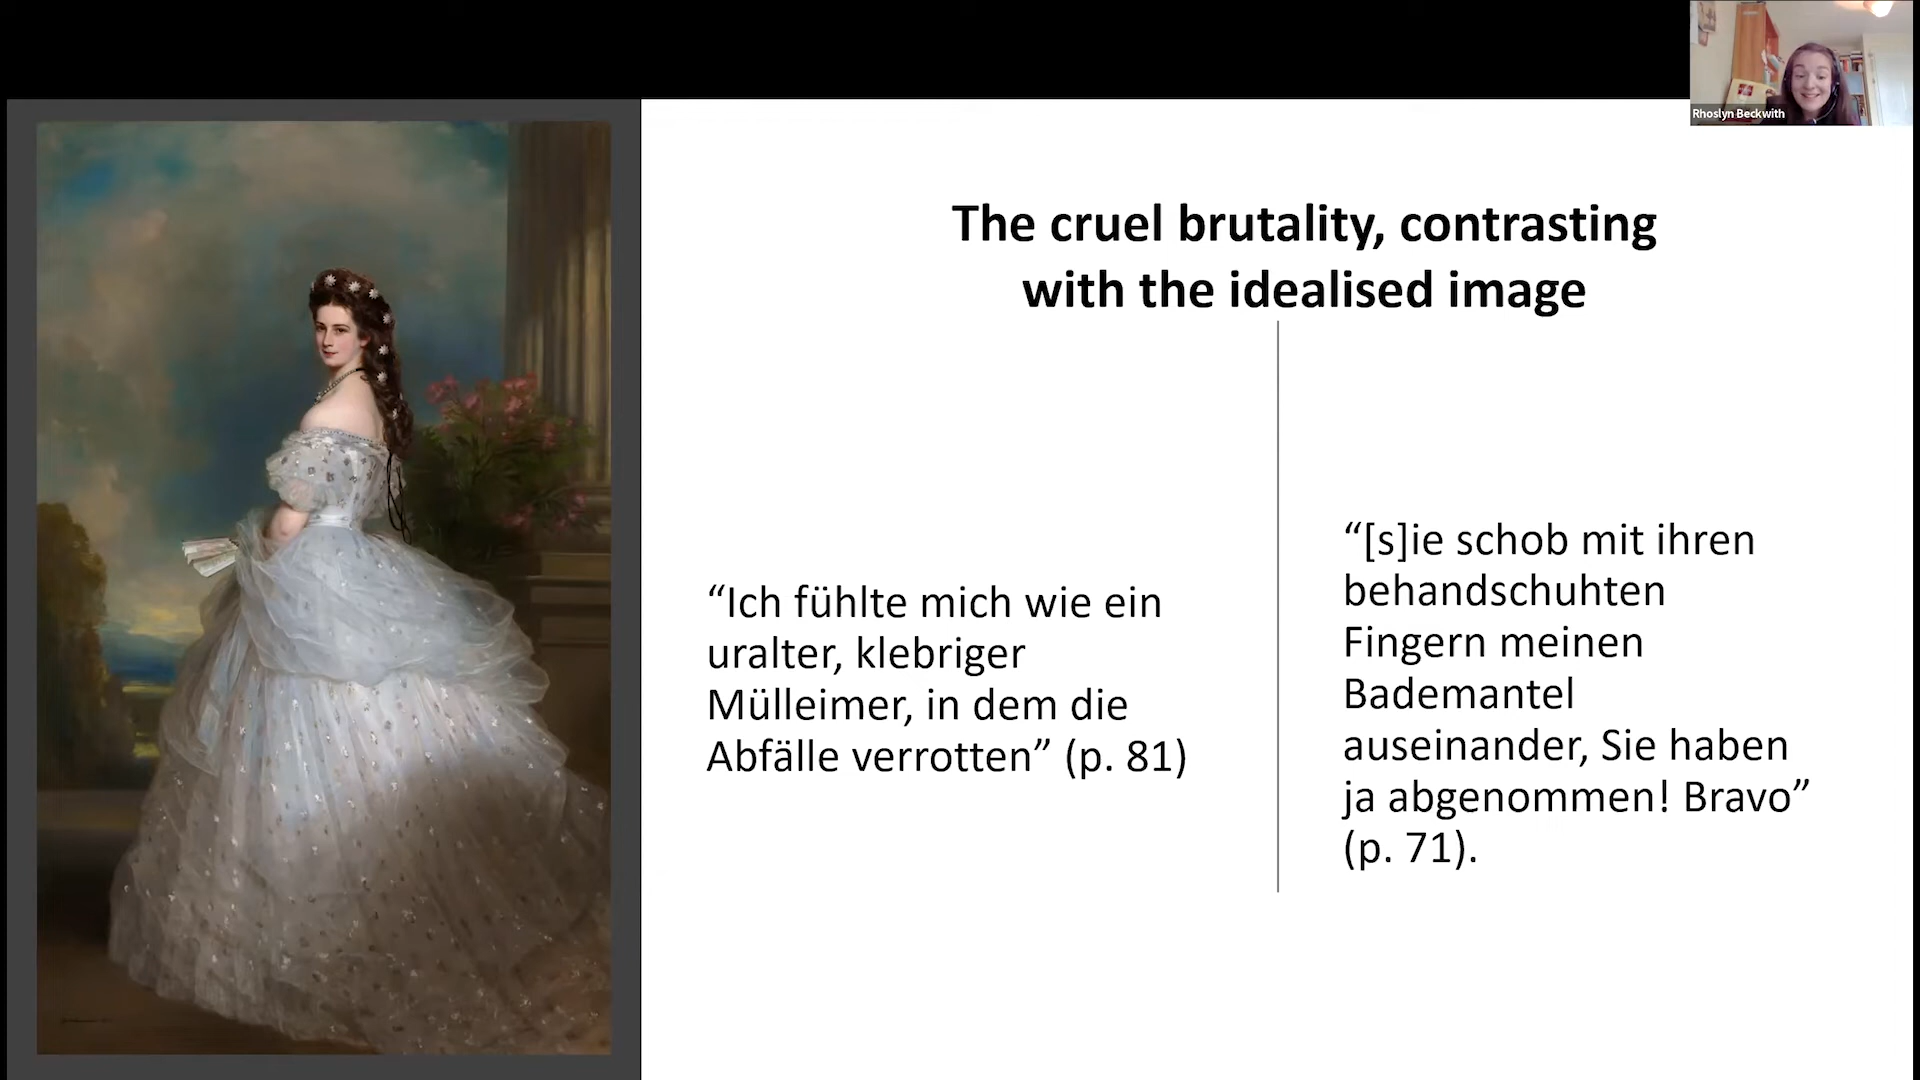 Rhoslyn Beckwith
The cruel brutality, contrasting
with the idealised image
“Ich fühlte mich wie ein
uralter, klebriger
Mülleimer, in dem die
Abfälle verrotten” (p. 81)
“[s]ie schob mit ihren
behandschuhten
Fingern meinen
Bademantel
auseinander, Sie haben
ja abgenommen! Bravo”
(p. 71).